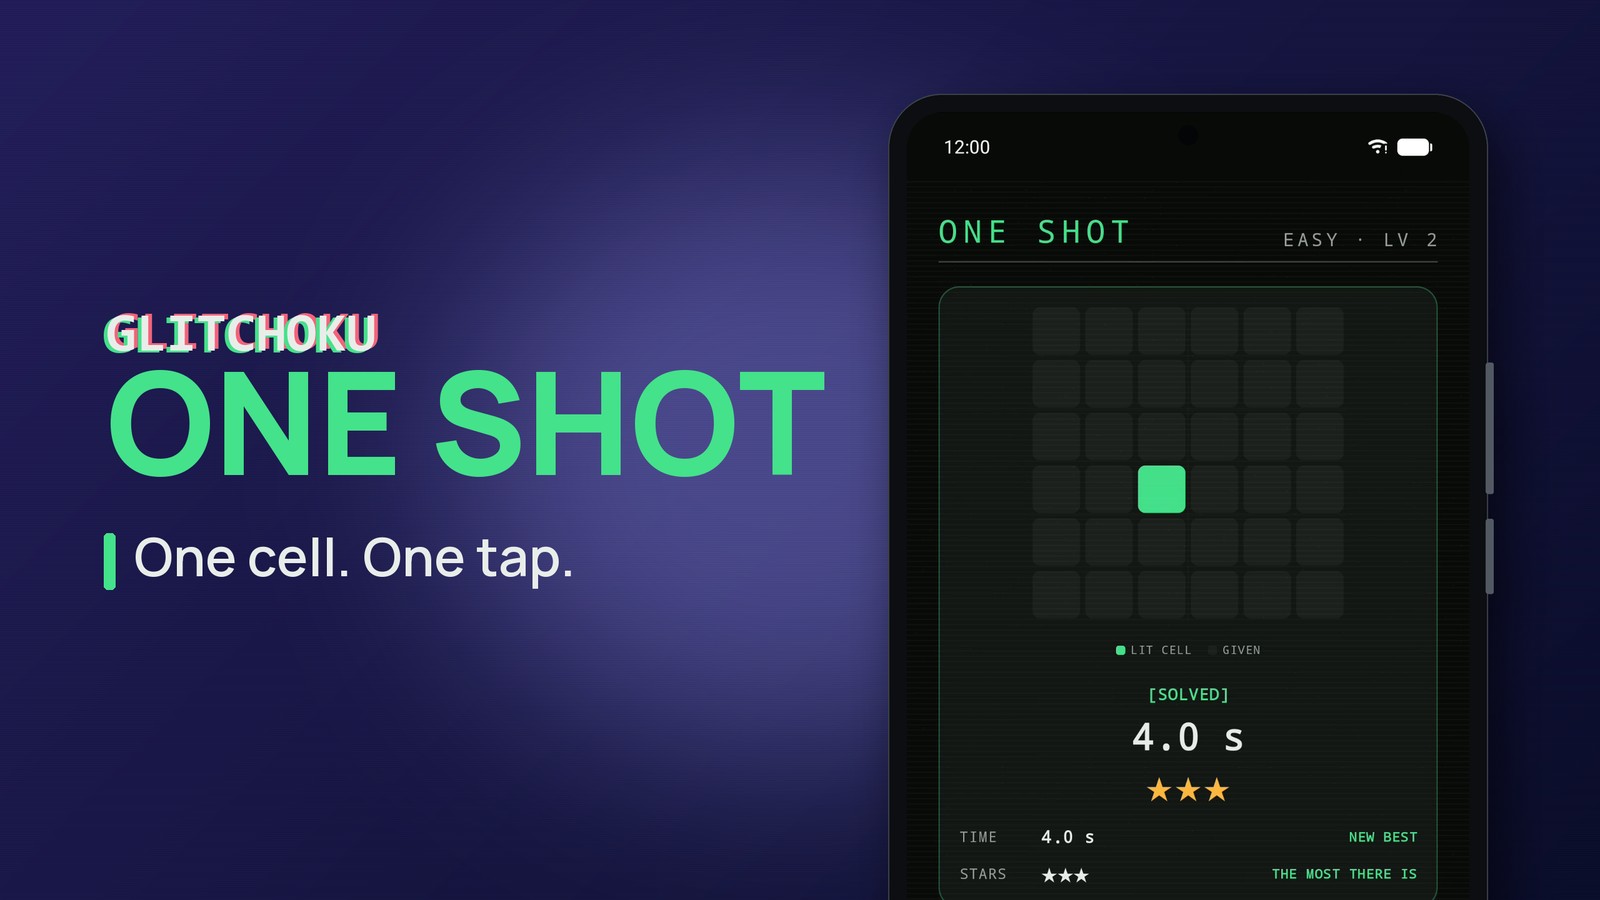 GLITCHOKU
ONE SHOT
One cell. One tap.
12:00
ONE SHOT
EASY · LV 2
LIT CELL
GIVEN
[SOLVED]
4.0 s
★★★
TIME 4.0 s NEW BEST
STARS ★★★ THE MOST THERE IS